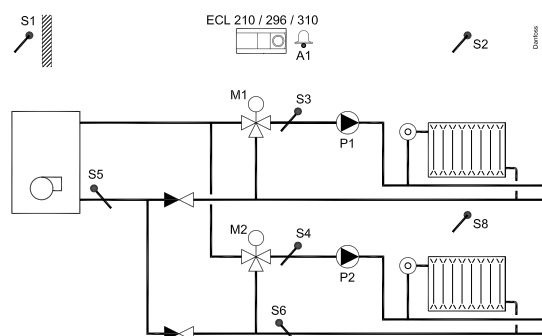 S1
ECL 210 / 296 / 310
A1
S2
Danfoss
M1
S3
P1
S5
S8
M2
S4
P2
S6